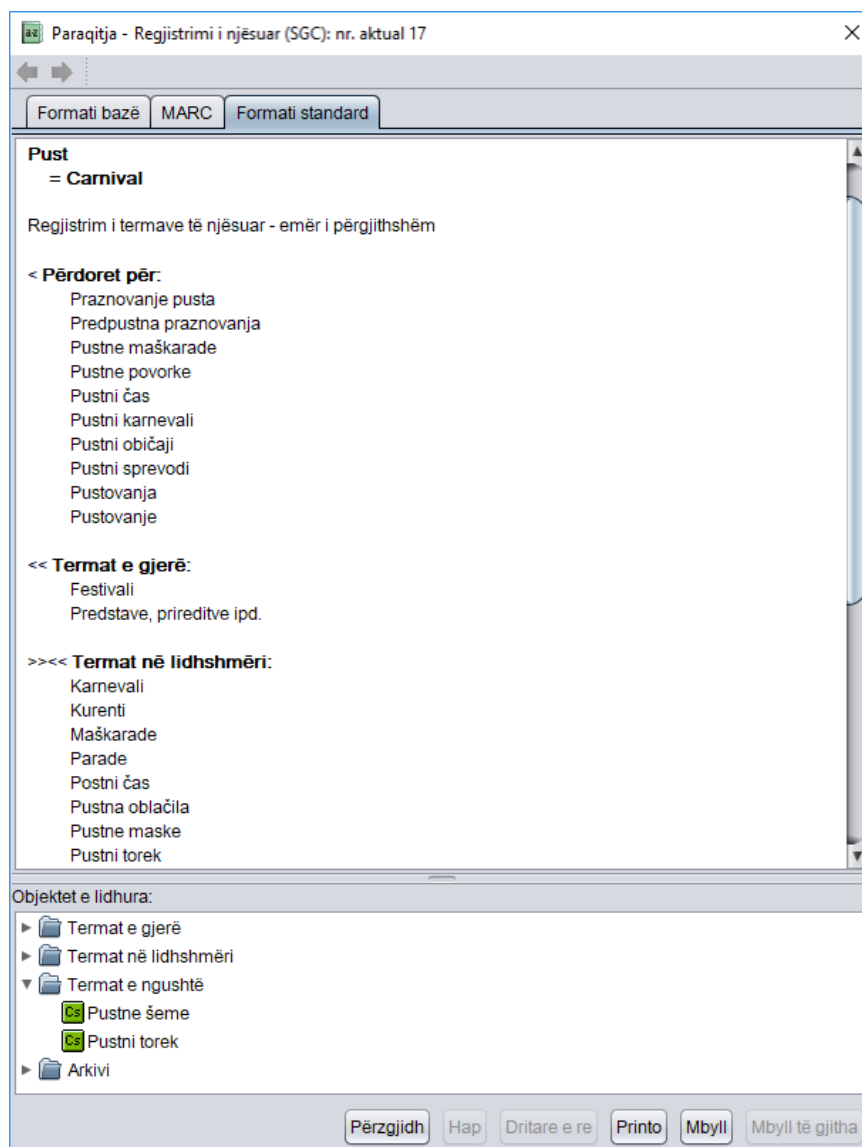 Paraqitja - Regjistrimi i njësuar (SGC): nr. aktual 17
Formati bazë MARC Formati standard
Pust
= Carnival
Regjistrim i termave të njësuar - emër i përgjithshëm
< Përdoret për:
Praznovanje pusta
Predpustna praznovanja
Pustne maškarade
Pustne povorke
Pustni čas
Pustni karnevali
Pustni običaji
Pustni sprevodi
Pustovanja
Pustovanje
<< Termat e gjerë:
Festivali
Predstave, prireditve ipd.
>><< Termat në lidhshmëri:
Karnevali
Kurenti
Maškarade
Parade
Postni čas
Pustna oblačila
Pustne maske
Pustni torek
Objektet e lidhura:
Termat e gjerë
Termat në lidhshmëri
Termat e ngushtë
Cs Pustne šeme
Cs Pustni torek
Arkivi
Përzgjidh Hap Dritare e re Printo Mbyll Mbyll të gjitha